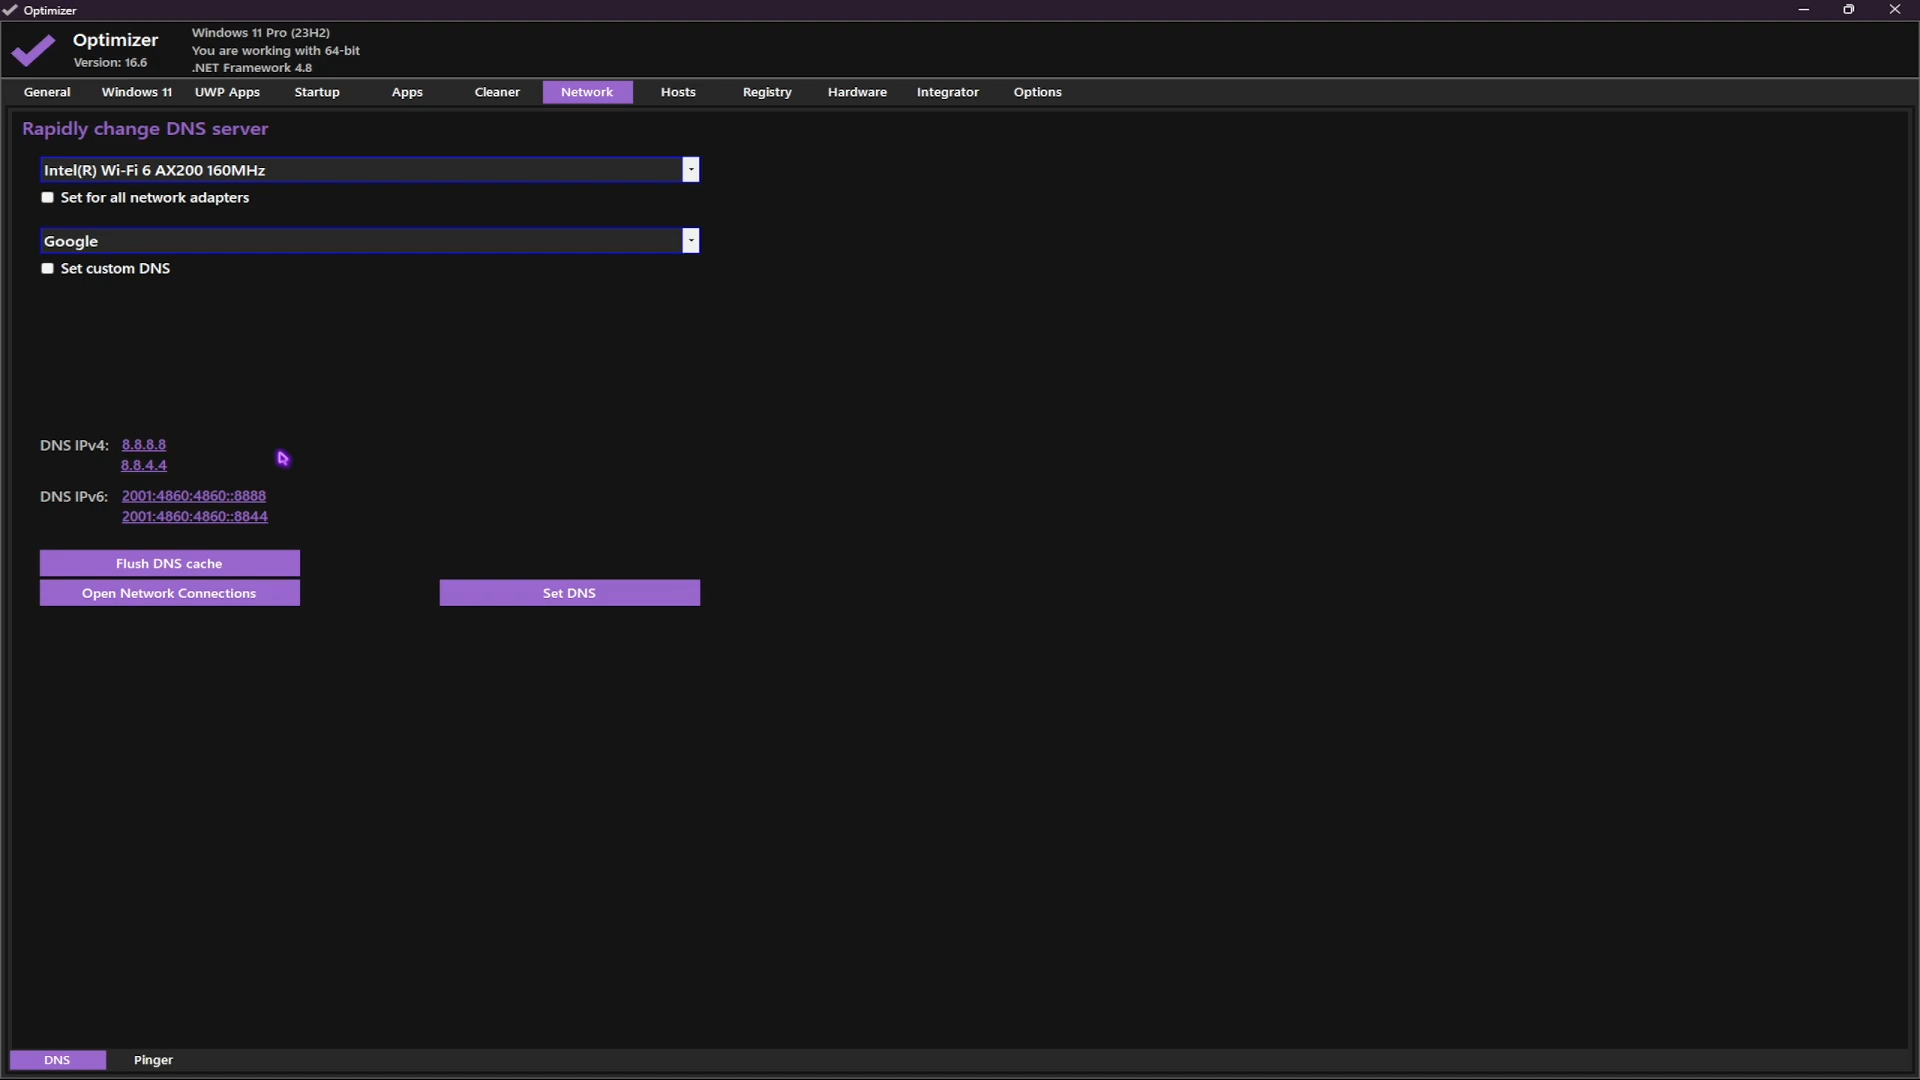 Optimizer
Optimizer
Version: 16.6
Windows 11 Pro (23H2)
You are working with 64-bit
.NET Framework 4.8
General Windows 11 UWP Apps Startup Apps Cleaner Network Hosts Registry Hardware Integrator Options
Rapidly change DNS server
Intel(R) Wi-Fi 6 AX200 160MHz
Set for all network adapters
Google
Set custom DNS
DNS IPv4: 8.8.8.8
8.8.4.4
DNS IPv6: 2001:4860:4860::8888
2001:4860:4860::8844
Flush DNS cache
Open Network Connections Set DNS
DNS Pinger